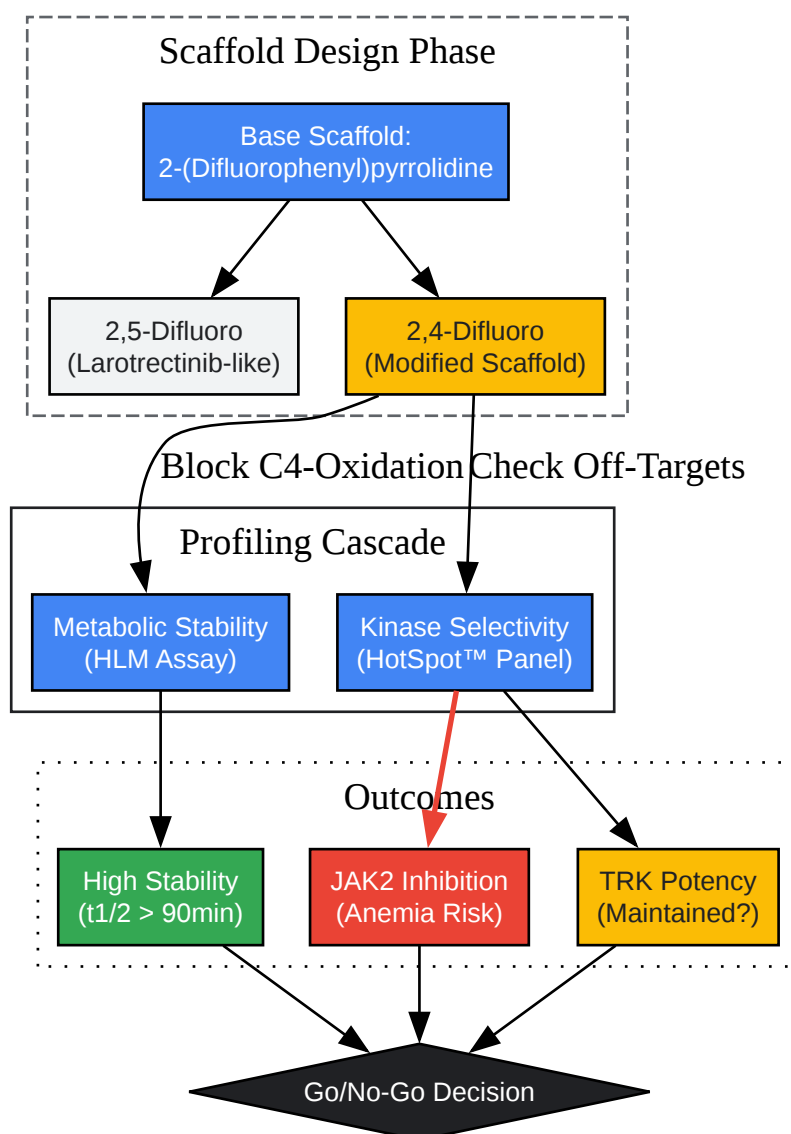 Scaffold Design Phase
Base Scaffold:
2-(Difluorophenyl)pyrrolidine
2,5-Difluoro
(Larotrectinib-like)
2,4-Difluoro
(Modified Scaffold)
Block C4-Oxidation
Check Off-Targets
Profiling Cascade
Metabolic Stability
(HLM Assay)
Kinase Selectivity
(HotSpot™ Panel)
Outcomes
High Stability
(t1/2 > 90min)
JAK2 Inhibition
(Anemia Risk)
TRK Potency
(Maintained?)
Go/No-Go Decision